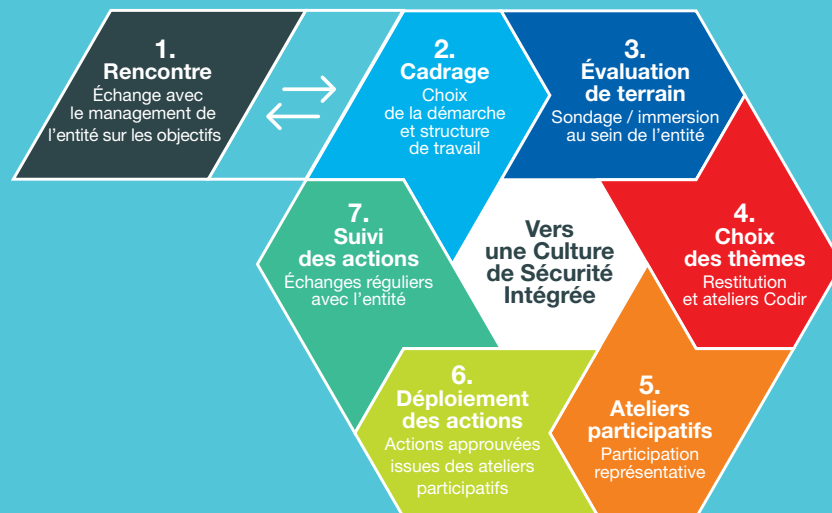 1.
Rencontre
Échange avec
le management de
l'entité sur les objectifs
2.
Cadrage
Choix
de la démarche
et structure
de travail
3.
Évaluation
de terrain
Sondage / immersion
au sein de l'entité
4.
Choix
des thèmes
Restitution
et ateliers Codir
5.
Ateliers
participatifs
Participation
représentative
6.
Déploiement
des actions
Actions approuvées
issues des ateliers
participatifs
7.
Suivi
des actions
Échanges réguliers
avec l'entité
Vers
une Culture
de Sécurité
Intégrée